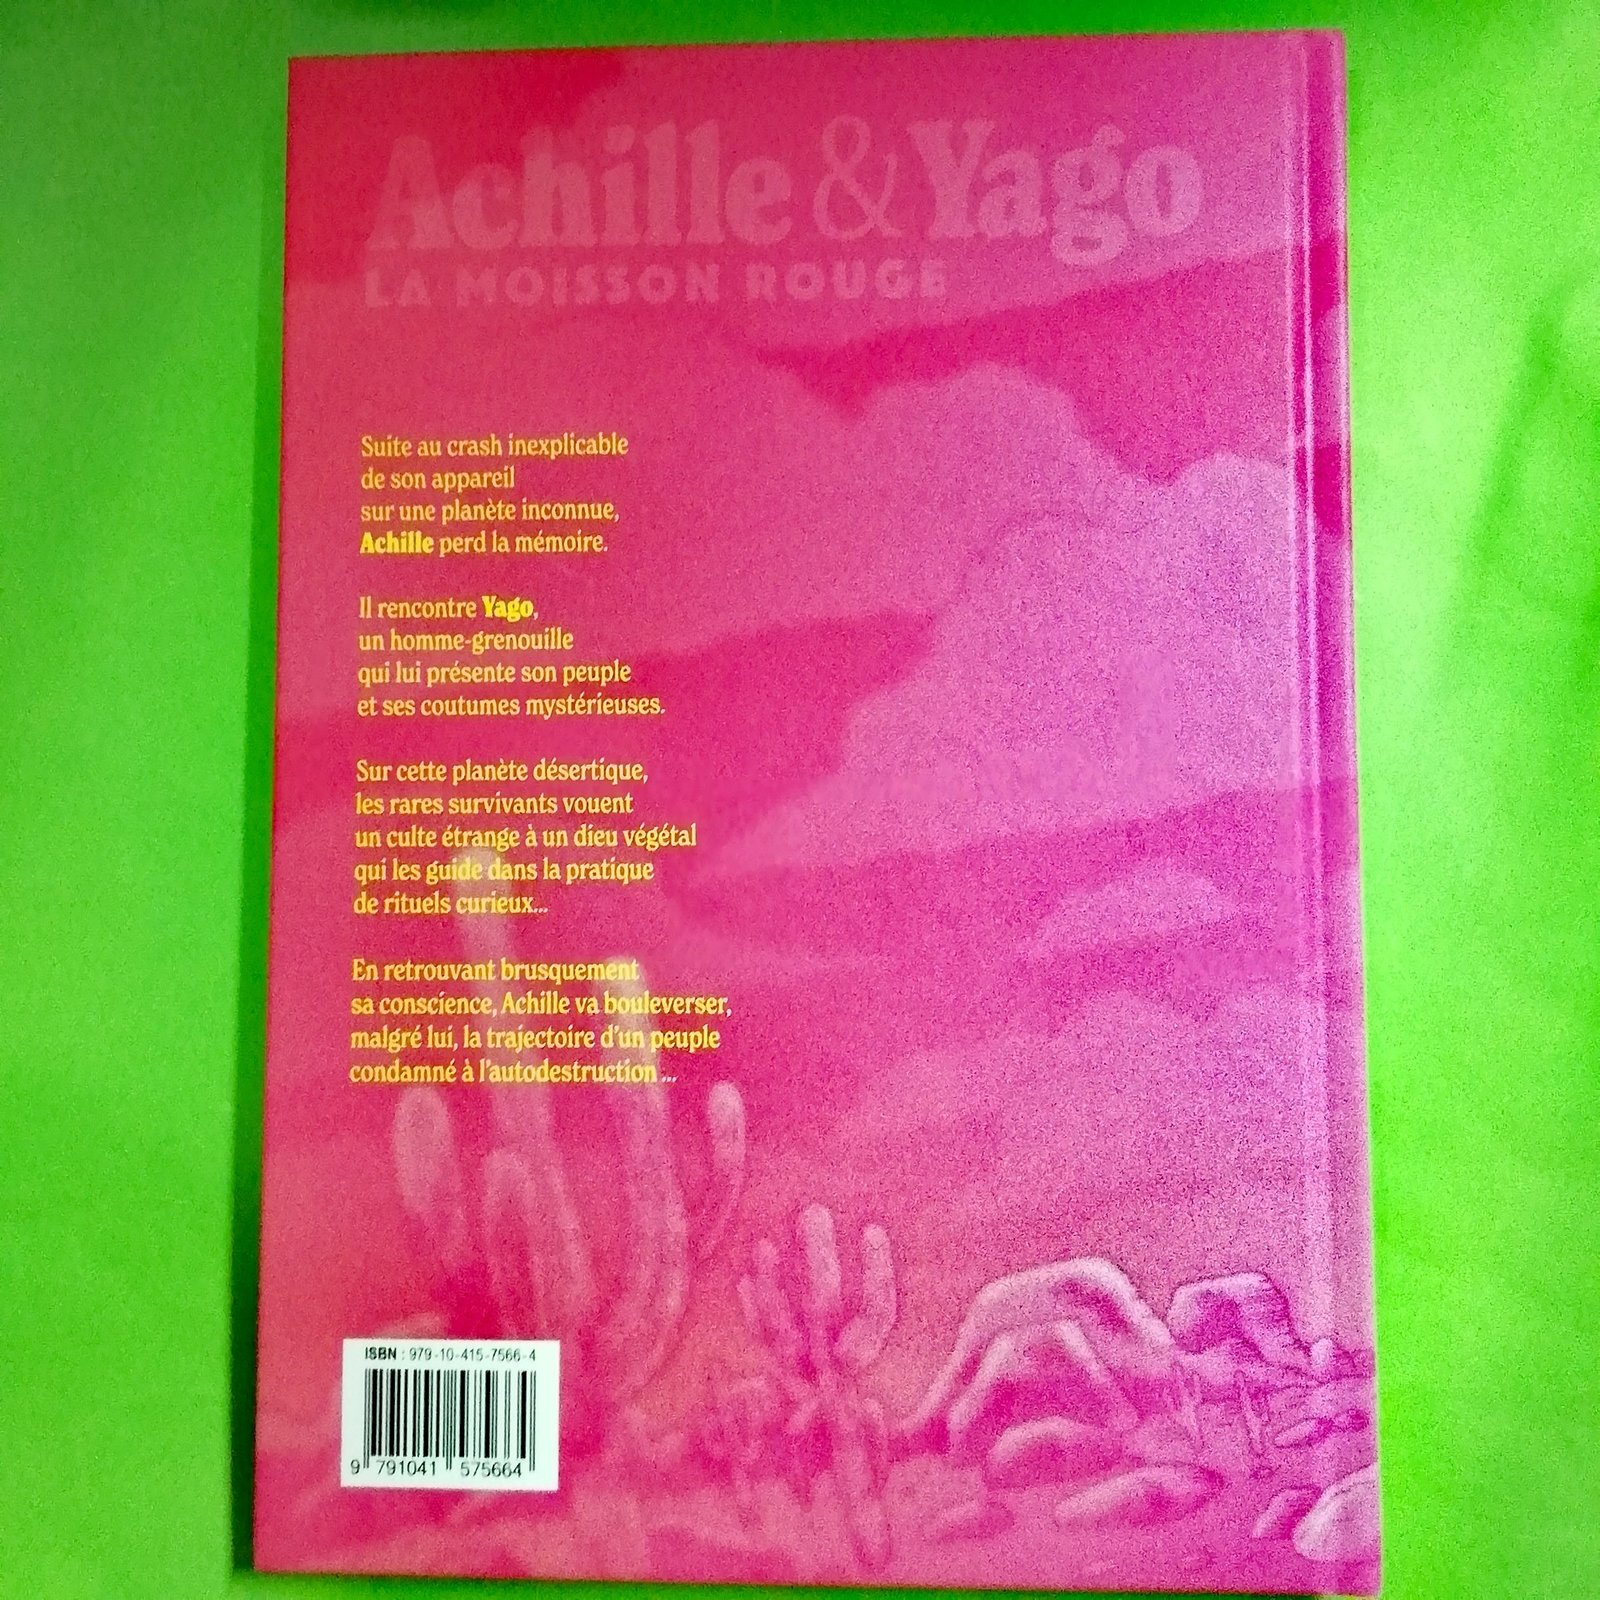 Achille & Yago
LA MOISSON ROUGE
Suite au crash inexplicable
de son appareil
sur une planète inconnue,
Achille perd la mémoire.
Il rencontre Yago,
un homme-grenouille
qui lui présente son peuple
et ses coutumes mystérieuses.
Sur cette planète désertique,
les rares survivants vouent
un culte étrange à un dieu végétal
qui les guide dans la pratique
de rituels curieux...
En retrouvant brusquement
sa conscience, Achille va bouleverser,
malgré lui, la trajectoire d'un peuple
condamné à l'autodestruction ...
ISBN : 979-10-415-7566-4
9 791041 575664